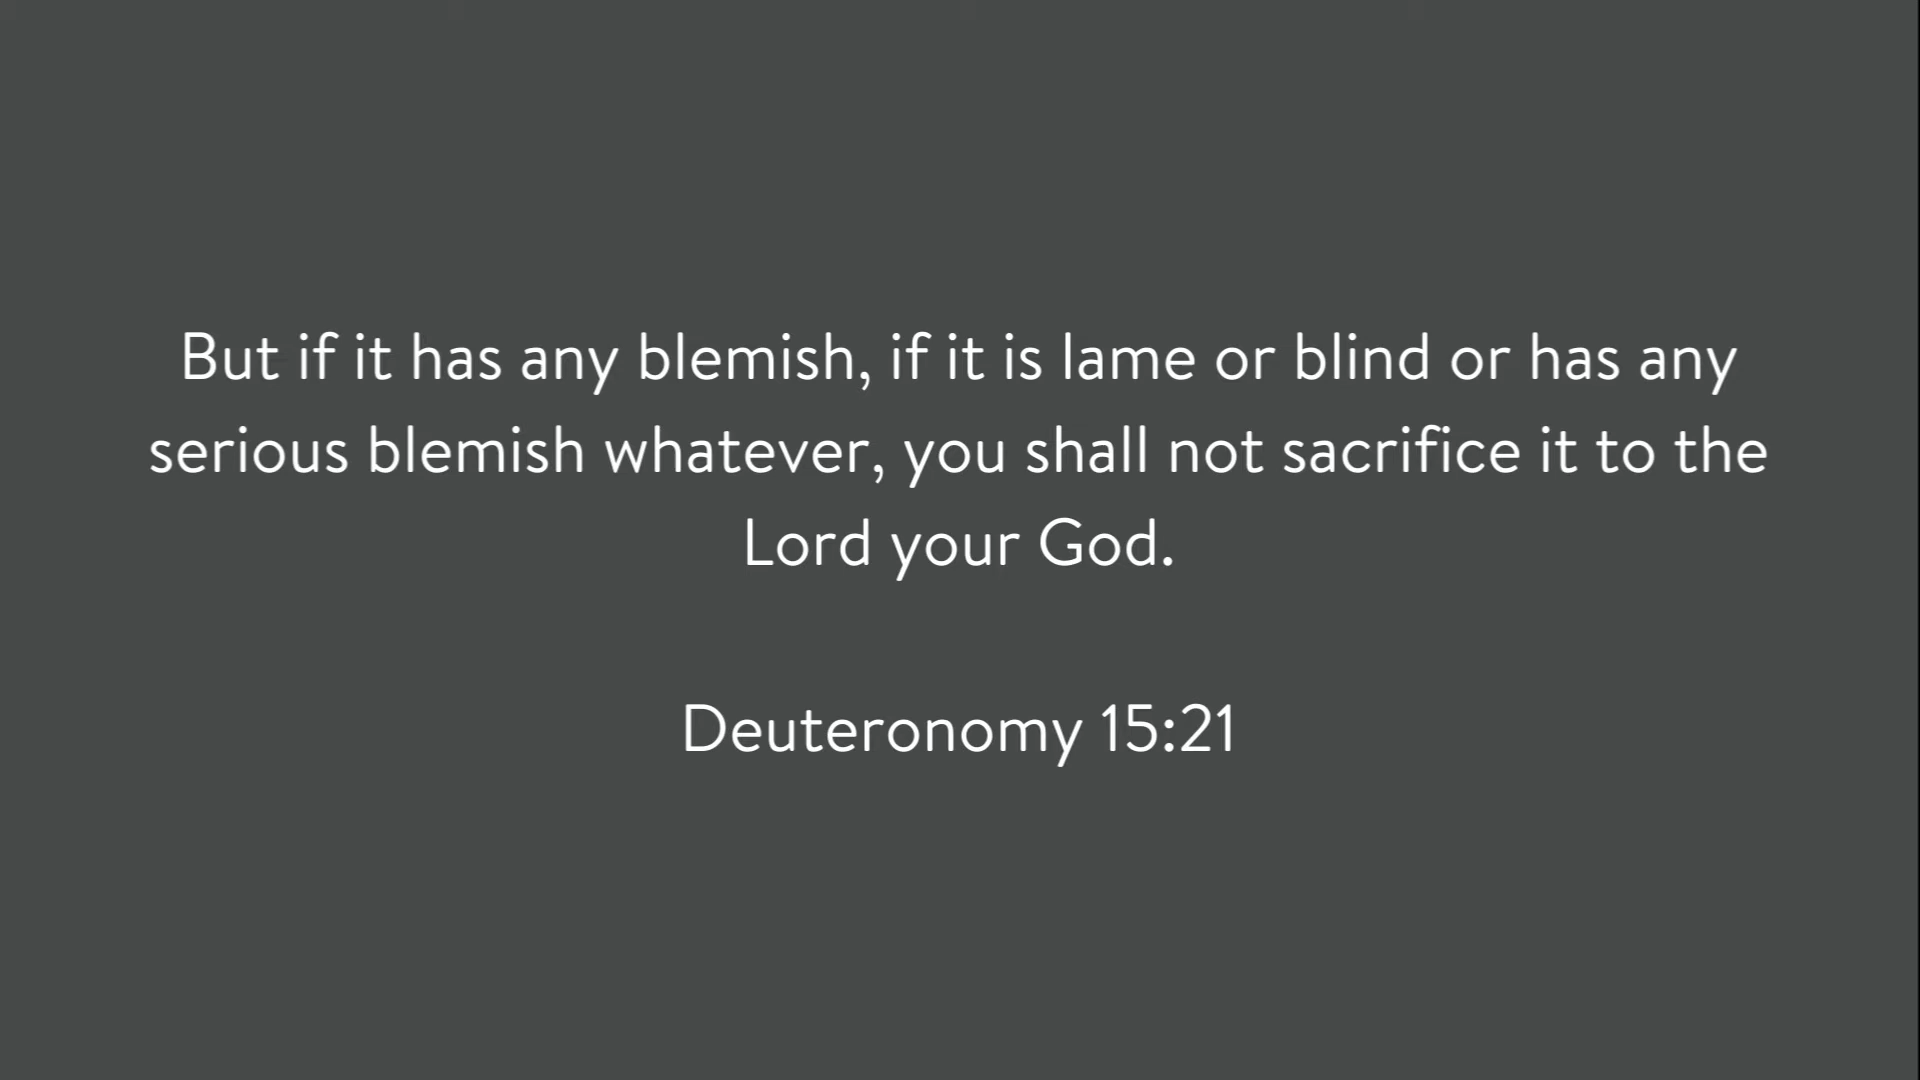 But if it has any blemish, if it is lame or blind or has any
serious blemish whatever, you shall not sacrifice it to the
Lord your God.
Deuteronomy 15:21